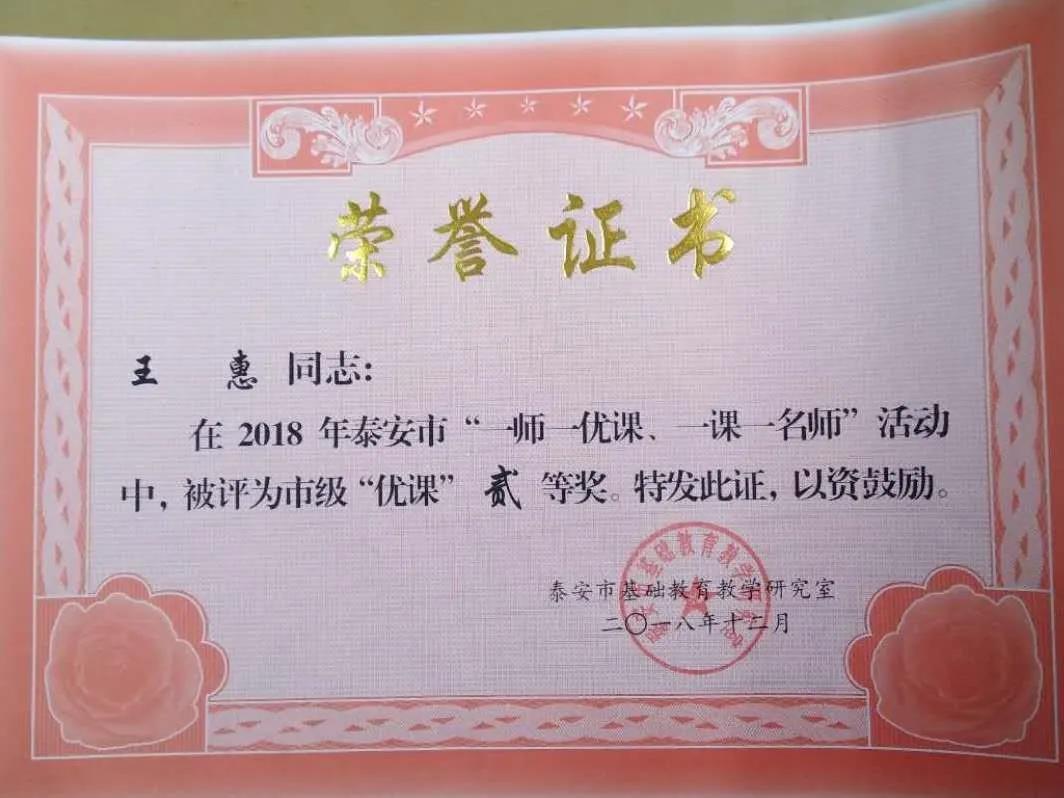 荣誉证书
王 惠 同志:
在 2018 年泰安市“一师一优课、一课一名师”活动
中, 被评为市级“优课” 贰 等奖。特发此证, 以资鼓励。
泰安市基础教育教学研究室
二〇一八年十二月